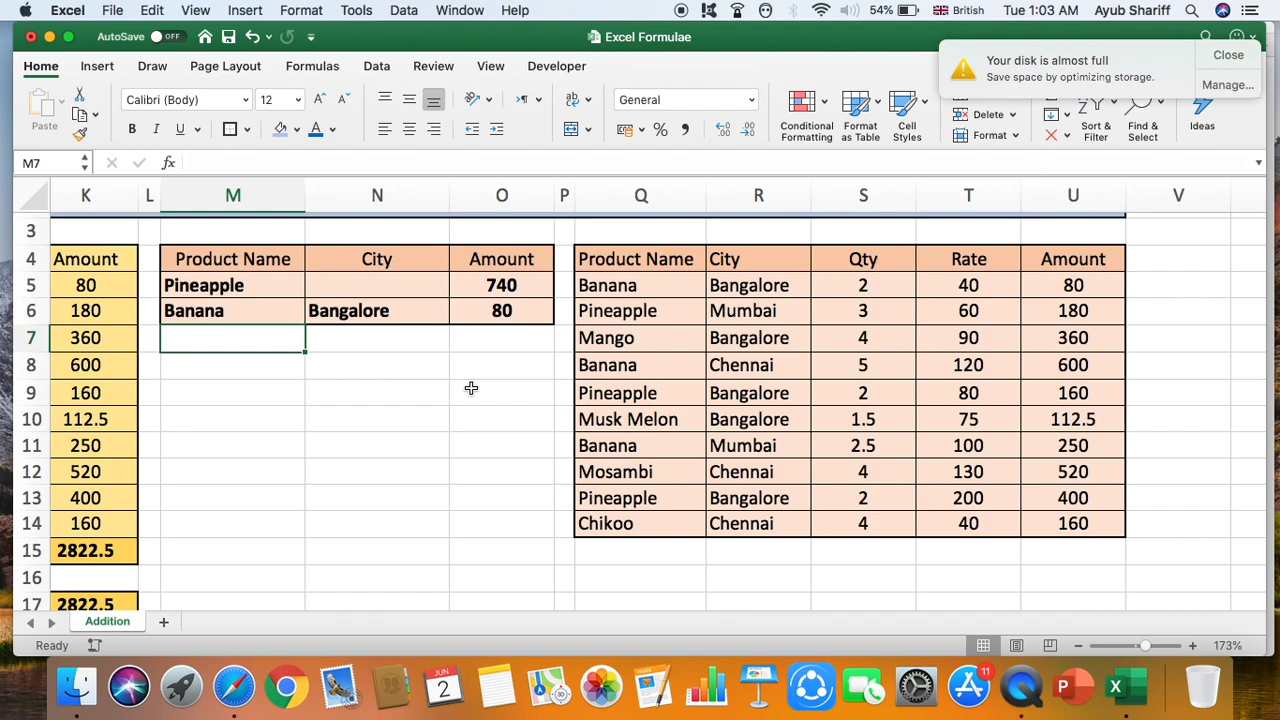 Excel File Edit View Insert Format Tools Data Window Help 54% British Tue 1:03 AM Ayub Shariff
AutoSave OFF Excel Formulae
Your disk is almost full
Save space by optimizing storage.
Close
Manage...
Home Insert Draw Page Layout Formulas Data Review View Developer
Paste
Calibri (Body) 12 A A ab General Delete
B I U A % Format
Conditional Formatting
Format as Table
Cell Styles
Sort & Filter
Find & Select
Ideas
M7 fx
K L M N O P Q R S T U V
3
4 Amount Product Name City Amount Product Name City Qty Rate Amount
5 80 Pineapple 740 Banana Bangalore 2 40 80
6 180 Banana Bangalore 80 Pineapple Mumbai 3 60 180
7 360 Mango Bangalore 4 90 360
8 600 Banana Chennai 5 120 600
9 160 Pineapple Bangalore 2 80 160
10 112.5 Musk Melon Bangalore 1.5 75 112.5
11 250 Banana Mumbai 2.5 100 250
12 520 Mosambi Chennai 4 130 520
13 400 Pineapple Bangalore 2 200 400
14 160 Chikoo Chennai 4 40 160
15 2822.5
16
17 2822.5
Addition
Ready 173%
JUN
2
11